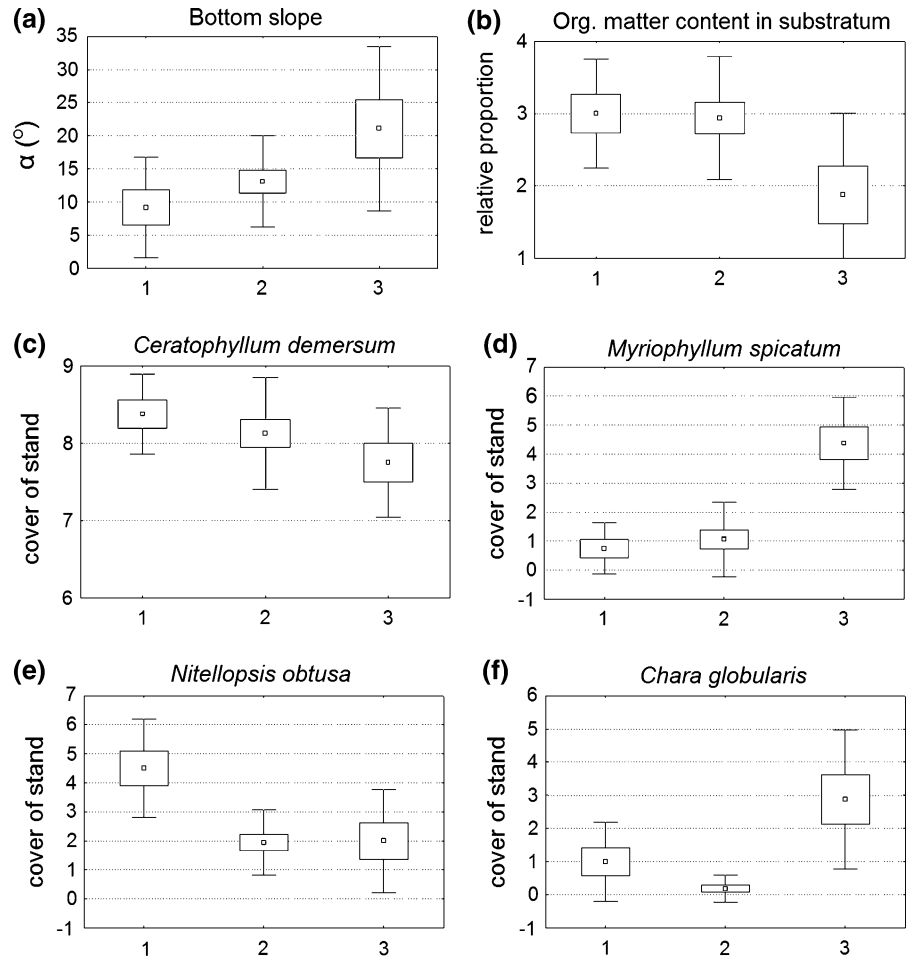 (a) Bottom slope
α (°)
35
30
25
20
15
10
5
0
1 2 3
(b) Org. matter content in substratum
relative proportion
4
3
2
1
1 2 3
(c) Ceratophyllum demersum
cover of stand
9
8
7
6
1 2 3
(d) Myriophyllum spicatum
cover of stand
7
6
5
4
3
2
1
0
-1
1 2 3
(e) Nitellopsis obtusa
cover of stand
7
6
5
4
3
2
1
0
-1
1 2 3
(f) Chara globularis
cover of stand
6
5
4
3
2
1
0
-1
1 2 3